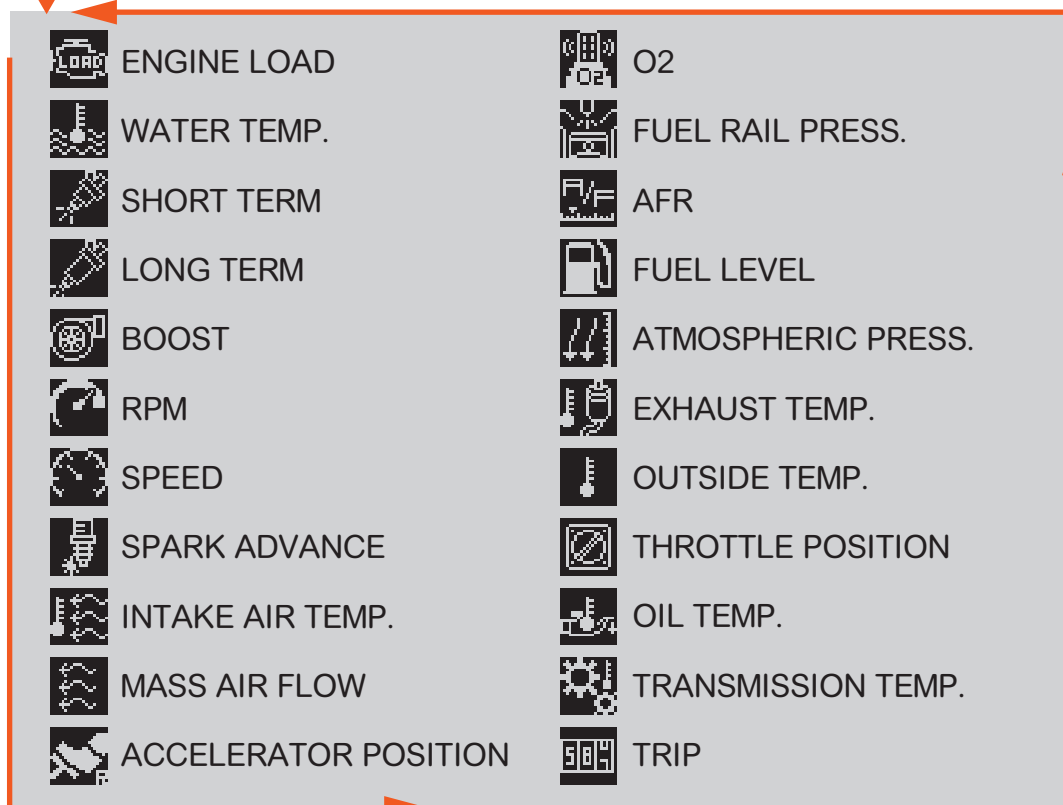 LOAD ENGINE LOAD
WATER TEMP.
SHORT TERM
LONG TERM
BOOST
RPM
SPEED
SPARK ADVANCE
INTAKE AIR TEMP.
MASS AIR FLOW
ACCELERATOR POSITION
O2 O2
FUEL RAIL PRESS.
AFR
FUEL LEVEL
ATMOSPHERIC PRESS.
EXHAUST TEMP.
OUTSIDE TEMP.
THROTTLE POSITION
OIL TEMP.
TRANSMISSION TEMP.
TRIP